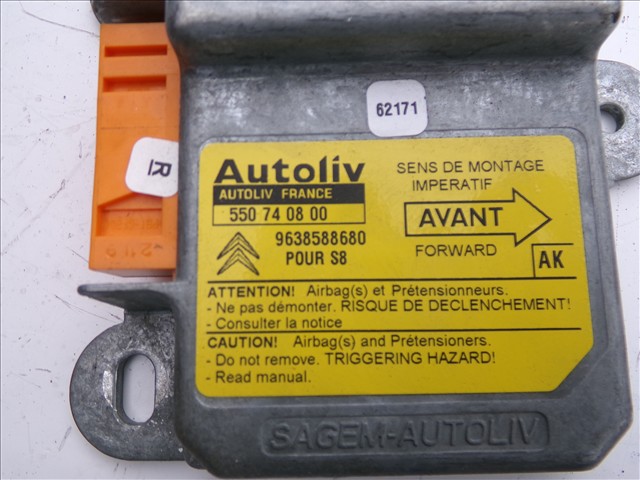 62171
R
Autoliv
AUTOLIV FRANCE
550 74 08 00
9638588680
POUR S8
SENS DE MONTAGE
IMPERATIF
AVANT
FORWARD
AK
ATTENTION! Airbag(s) et Prétensionneurs.
- Ne pas démonter. RISQUE DE DECLENCHEMENT!
- Consulter la notice
CAUTION! Airbag(s) and Prétensioners.
- Do not remove. TRIGGERING HAZARD!
- Read manual.
SAGEM-AUTOLIV